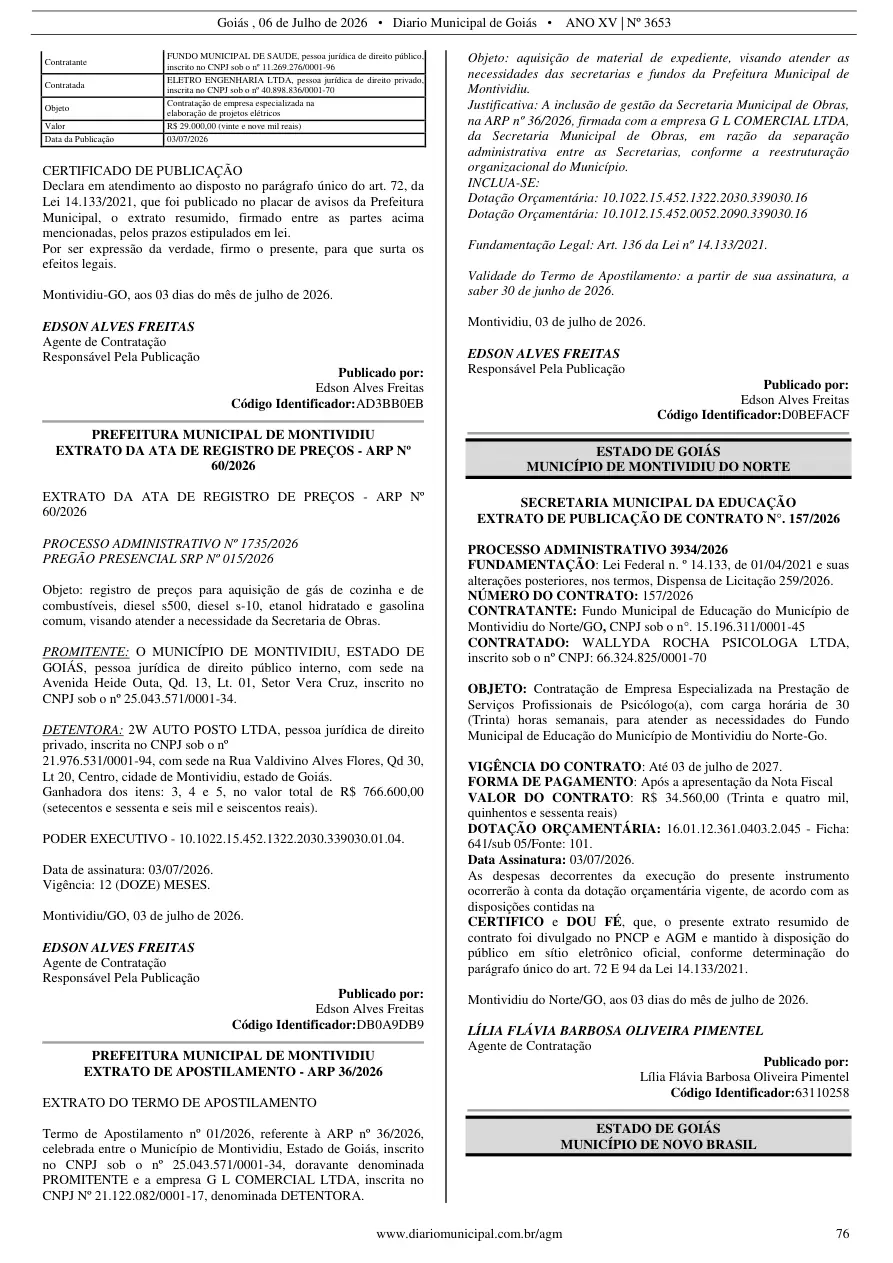 Goiás , 06 de Julho de 2026 • Diario Municipal de Goiás • ANO XV | Nº 3653
Contratante FUNDO MUNICIPAL DE SAUDE, pessoa jurídica de direito público, inscrito no CNPJ sob o nº 11.269.276/0001-96
Contratada ELETRO ENGENHARIA LTDA, pessoa jurídica de direito privado, inscrita no CNPJ sob o nº 40.898.836/0001-70
Objeto Contratação de empresa especializada na elaboração de projetos elétricos
Valor R$ 29.000,00 (vinte e nove mil reais)
Data da Publicação 03/07/2026
CERTIFICADO DE PUBLICAÇÃO
Declara em atendimento ao disposto no parágrafo único do art. 72, da
Lei 14.133/2021, que foi publicado no placar de avisos da Prefeitura
Municipal, o extrato resumido, firmado entre as partes acima
mencionadas, pelos prazos estipulados em lei.
Por ser expressão da verdade, firmo o presente, para que surta os
efeitos legais.
Montividiu-GO, aos 03 dias do mês de julho de 2026.
EDSON ALVES FREITAS
Agente de Contratação
Responsável Pela Publicação
Publicado por:
Edson Alves Freitas
Código Identificador:AD3BB0EB
PREFEITURA MUNICIPAL DE MONTIVIDIU
EXTRATO DA ATA DE REGISTRO DE PREÇOS - ARP Nº
60/2026
EXTRATO DA ATA DE REGISTRO DE PREÇOS - ARP Nº
60/2026
PROCESSO ADMINISTRATIVO Nº 1735/2026
PREGÃO PRESENCIAL SRP Nº 015/2026
Objeto: registro de preços para aquisição de gás de cozinha e de
combustíveis, diesel s500, diesel s-10, etanol hidratado e gasolina
comum, visando atender a necessidade da Secretaria de Obras.
PROMITENTE: O MUNICÍPIO DE MONTIVIDIU, ESTADO DE
GOIÁS, pessoa jurídica de direito público interno, com sede na
Avenida Heide Outa, Qd. 13, Lt. 01, Setor Vera Cruz, inscrito no
CNPJ sob o nº 25.043.571/0001-34.
DETENTORA: 2W AUTO POSTO LTDA, pessoa jurídica de direito
privado, inscrita no CNPJ sob o nº
21.976.531/0001-94, com sede na Rua Valdivino Alves Flores, Qd 30,
Lt 20, Centro, cidade de Montividiu, estado de Goiás.
Ganhadora dos itens: 3, 4 e 5, no valor total de R$ 766.600,00
(setecentos e sessenta e seis mil e seiscentos reais).
PODER EXECUTIVO - 10.1022.15.452.1322.2030.339030.01.04.
Data de assinatura: 03/07/2026.
Vigência: 12 (DOZE) MESES.
Montividiu/GO, 03 de julho de 2026.
EDSON ALVES FREITAS
Agente de Contratação
Responsável Pela Publicação
Publicado por:
Edson Alves Freitas
Código Identificador:DB0A9DB9
PREFEITURA MUNICIPAL DE MONTIVIDIU
EXTRATO DE APOSTILAMENTO - ARP 36/2026
EXTRATO DO TERMO DE APOSTILAMENTO
Termo de Apostilamento nº 01/2026, referente à ARP nº 36/2026,
celebrada entre o Município de Montividiu, Estado de Goiás, inscrito
no CNPJ sob o nº 25.043.571/0001-34, doravante denominada
PROMITENTE e a empresa G L COMERCIAL LTDA, inscrita no
CNPJ Nº 21.122.082/0001-17, denominada DETENTORA.
Objeto: aquisição de material de expediente, visando atender as
necessidades das secretarias e fundos da Prefeitura Municipal de
Montividiu.
Justificativa: A inclusão de gestão da Secretaria Municipal de Obras,
na ARP nº 36/2026, firmada com a empresa G L COMERCIAL LTDA,
da Secretaria Municipal de Obras, em razão da separação
administrativa entre as Secretarias, conforme a reestruturação
organizacional do Município.
INCLUA-SE:
Dotação Orçamentária: 10.1022.15.452.1322.2030.339030.16
Dotação Orçamentária: 10.1012.15.452.0052.2090.339030.16
Fundamentação Legal: Art. 136 da Lei nº 14.133/2021.
Validade do Termo de Apostilamento: a partir de sua assinatura, a
saber 30 de junho de 2026.
Montividiu, 03 de julho de 2026.
EDSON ALVES FREITAS
Responsável Pela Publicação
Publicado por:
Edson Alves Freitas
Código Identificador:D0BEFACF
ESTADO DE GOIÁS
MUNICÍPIO DE MONTIVIDIU DO NORTE
SECRETARIA MUNICIPAL DA EDUCAÇÃO
EXTRATO DE PUBLICAÇÃO DE CONTRATO N°. 157/2026
PROCESSO ADMINISTRATIVO 3934/2026
FUNDAMENTAÇÃO: Lei Federal n. º 14.133, de 01/04/2021 e suas
alterações posteriores, nos termos, Dispensa de Licitação 259/2026.
NÚMERO DO CONTRATO: 157/2026
CONTRATANTE: Fundo Municipal de Educação do Município de
Montividiu do Norte/GO, CNPJ sob o n°. 15.196.311/0001-45
CONTRATADO: WALLYDA ROCHA PSICOLOGA LTDA,
inscrito sob o nº CNPJ: 66.324.825/0001-70
OBJETO: Contratação de Empresa Especializada na Prestação de
Serviços Profissionais de Psicólogo(a), com carga horária de 30
(Trinta) horas semanais, para atender as necessidades do Fundo
Municipal de Educação do Município de Montividiu do Norte-Go.
VIGÊNCIA DO CONTRATO: Até 03 de julho de 2027.
FORMA DE PAGAMENTO: Após a apresentação da Nota Fiscal
VALOR DO CONTRATO: R$ 34.560,00 (Trinta e quatro mil,
quinhentos e sessenta reais)
DOTAÇÃO ORÇAMENTÁRIA: 16.01.12.361.0403.2.045 - Ficha:
641/sub 05/Fonte: 101.
Data Assinatura: 03/07/2026.
As despesas decorrentes da execução do presente instrumento
ocorrerão à conta da dotação orçamentária vigente, de acordo com as
disposições contidas na
CERTIFICO e DOU FÉ, que, o presente extrato resumido de
contrato foi divulgado no PNCP e AGM e mantido à disposição do
público em sítio eletrônico oficial, conforme determinação do
parágrafo único do art. 72 E 94 da Lei 14.133/2021.
Montividiu do Norte/GO, aos 03 dias do mês de julho de 2026.
LÍLIA FLÁVIA BARBOSA OLIVEIRA PIMENTEL
Agente de Contratação
Publicado por:
Lília Flávia Barbosa Oliveira Pimentel
Código Identificador:63110258
ESTADO DE GOIÁS
MUNICÍPIO DE NOVO BRASIL
www.diariomunicipal.com.br/agm 76